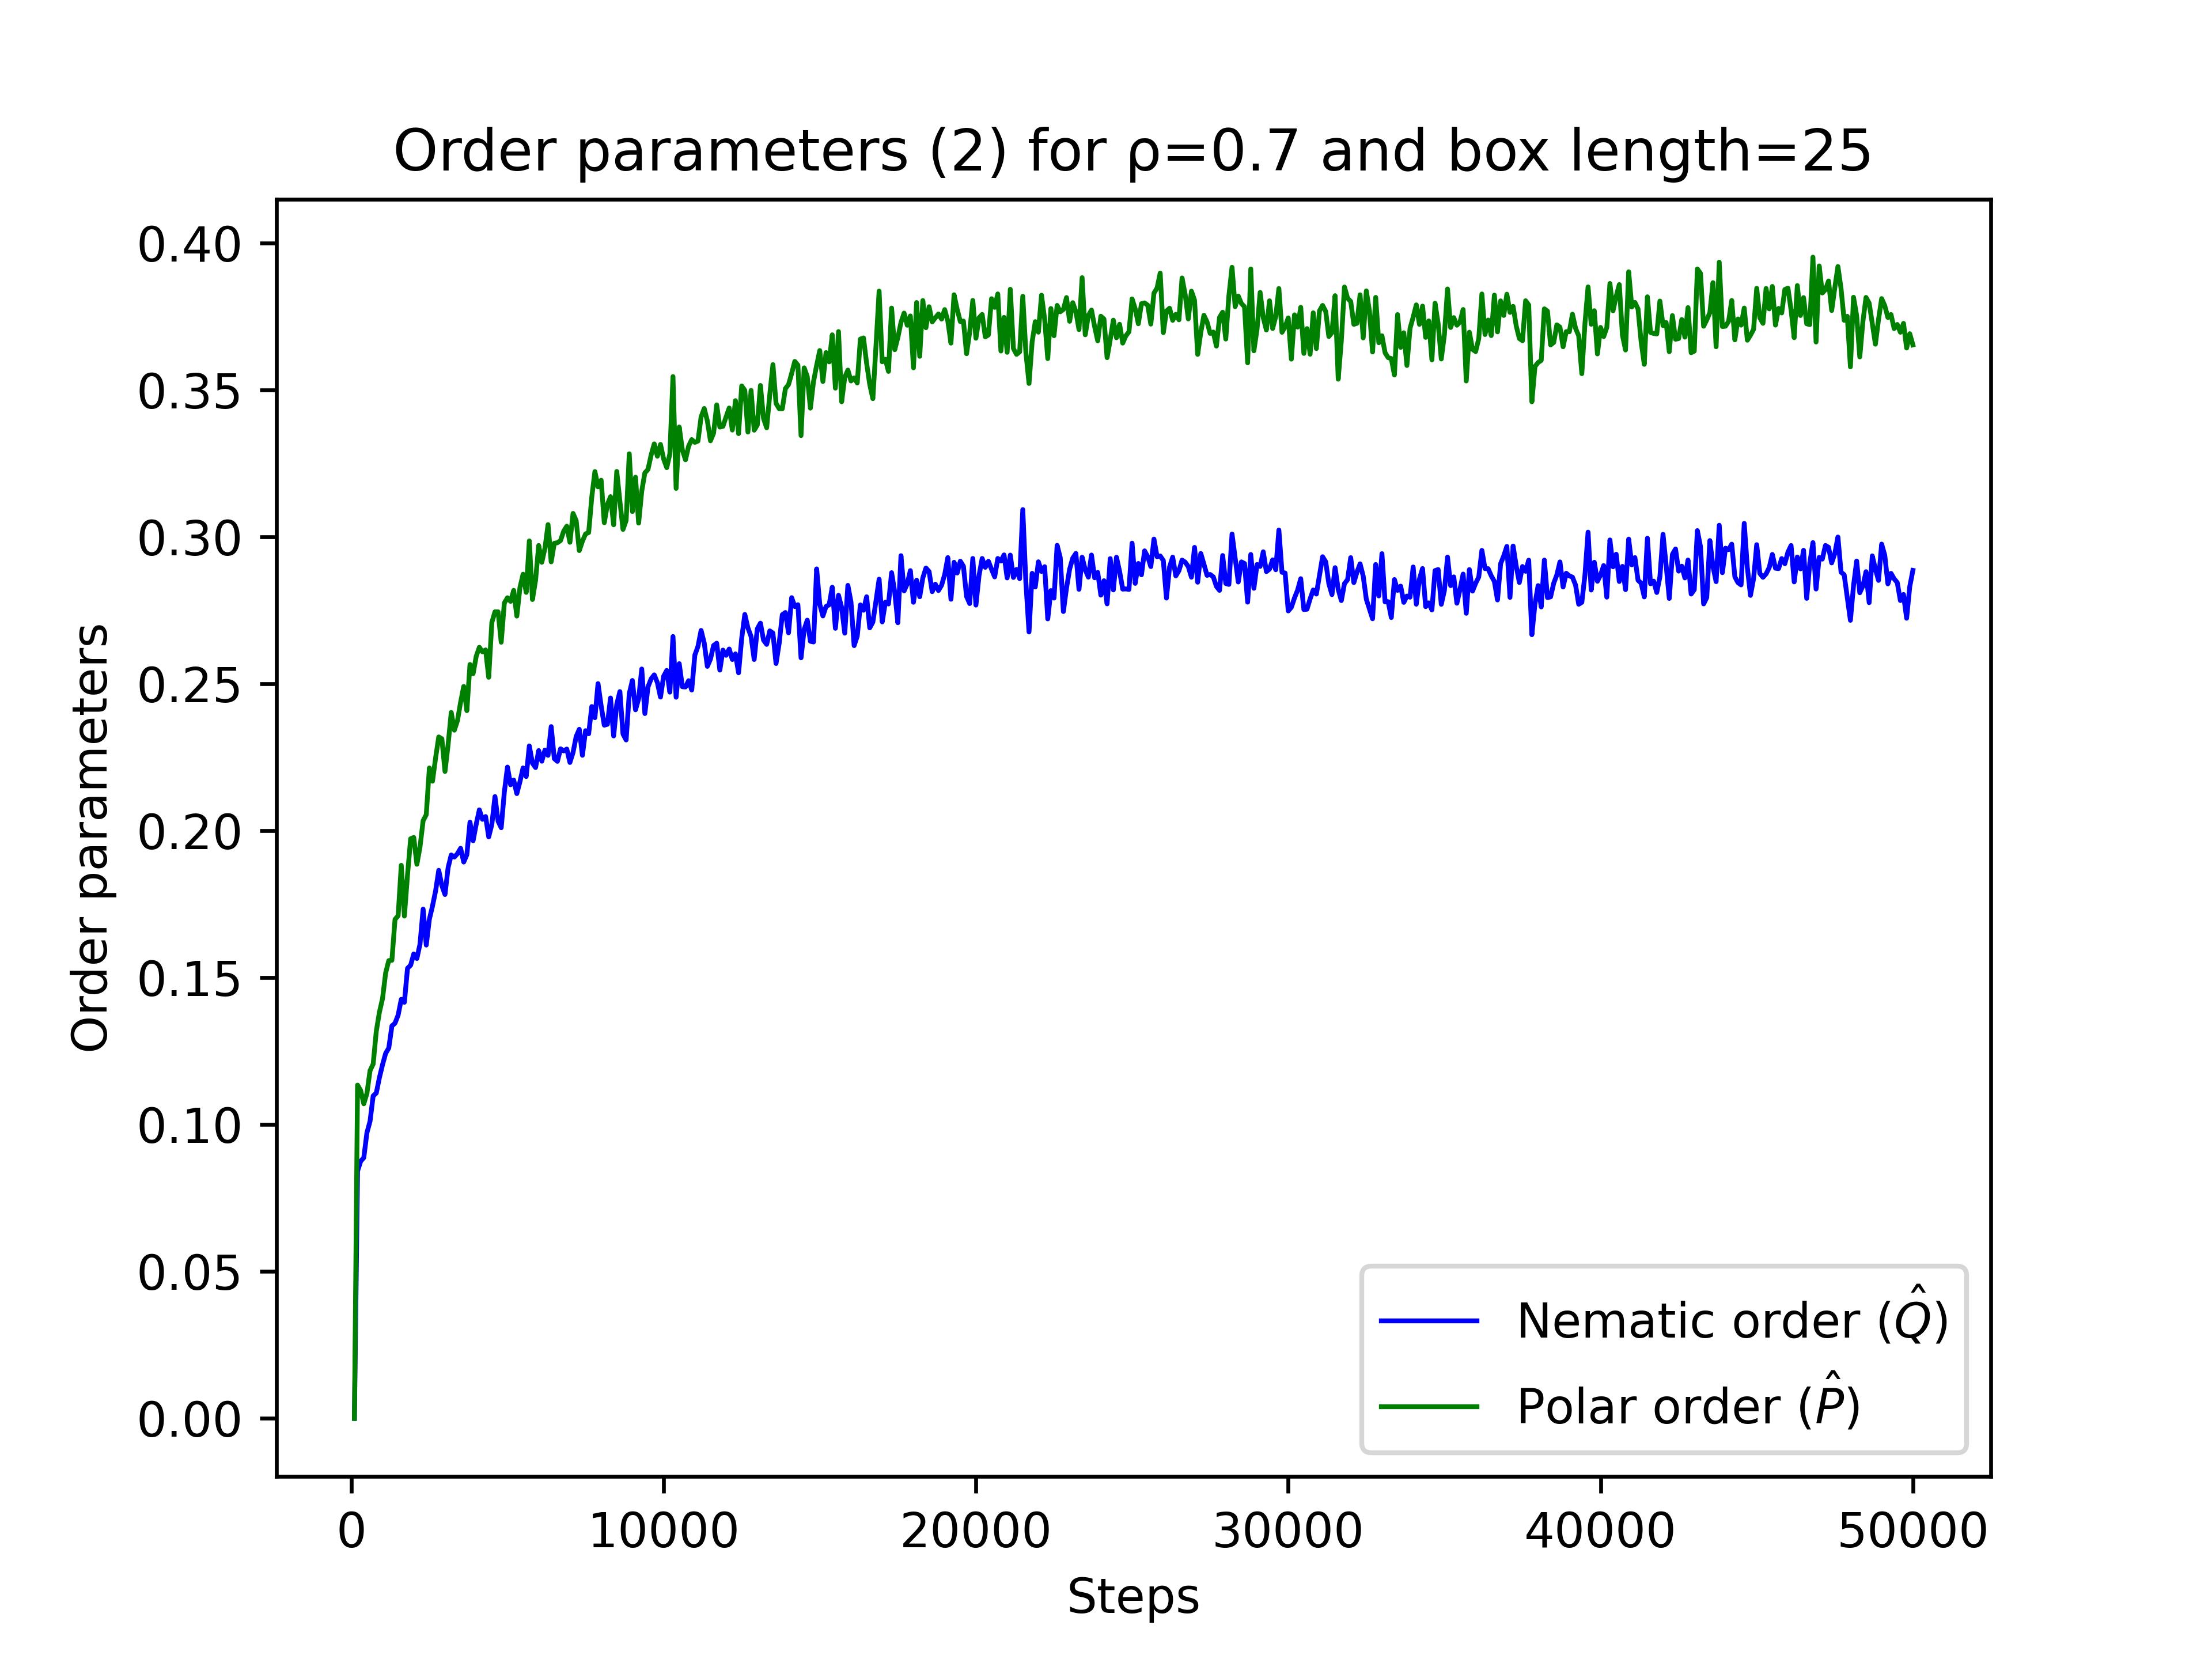 Order parameters (2) for ρ=0.7 and box length=25
0.40
0.35
0.30
0.25
0.20
0.15
0.10
0.05
0.00
Order parameters
Nematic order (Q̂)
Polar order (P̂)
0 10000 20000 30000 40000 50000
Steps